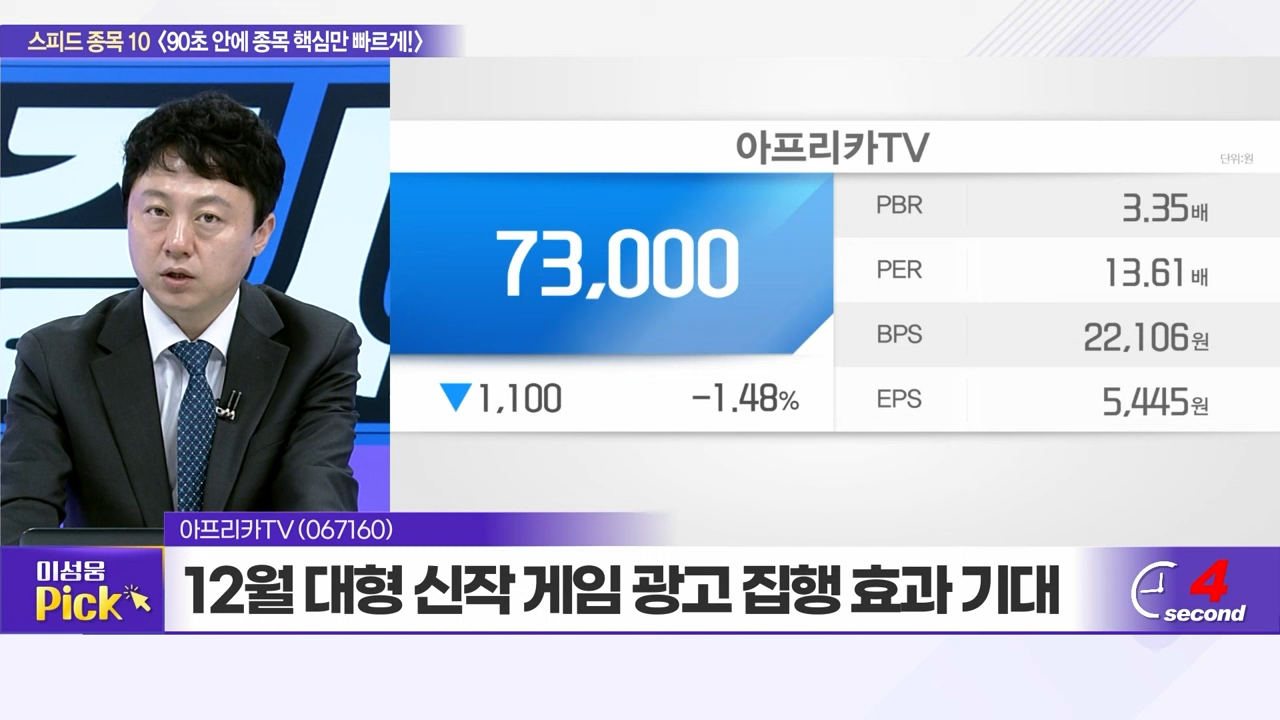 스피드 종목 10 〈90초 안에 종목 핵심만 빠르게!〉
아프리카TV
단위:원
73,000
▼1,100 -1.48%
PBR 3.35배
PER 13.61배
BPS 22,106원
EPS 5,445원
아프리카TV (067160)
이성웅
Pick
12월 대형 신작 게임 광고 집행 효과 기대
4
second